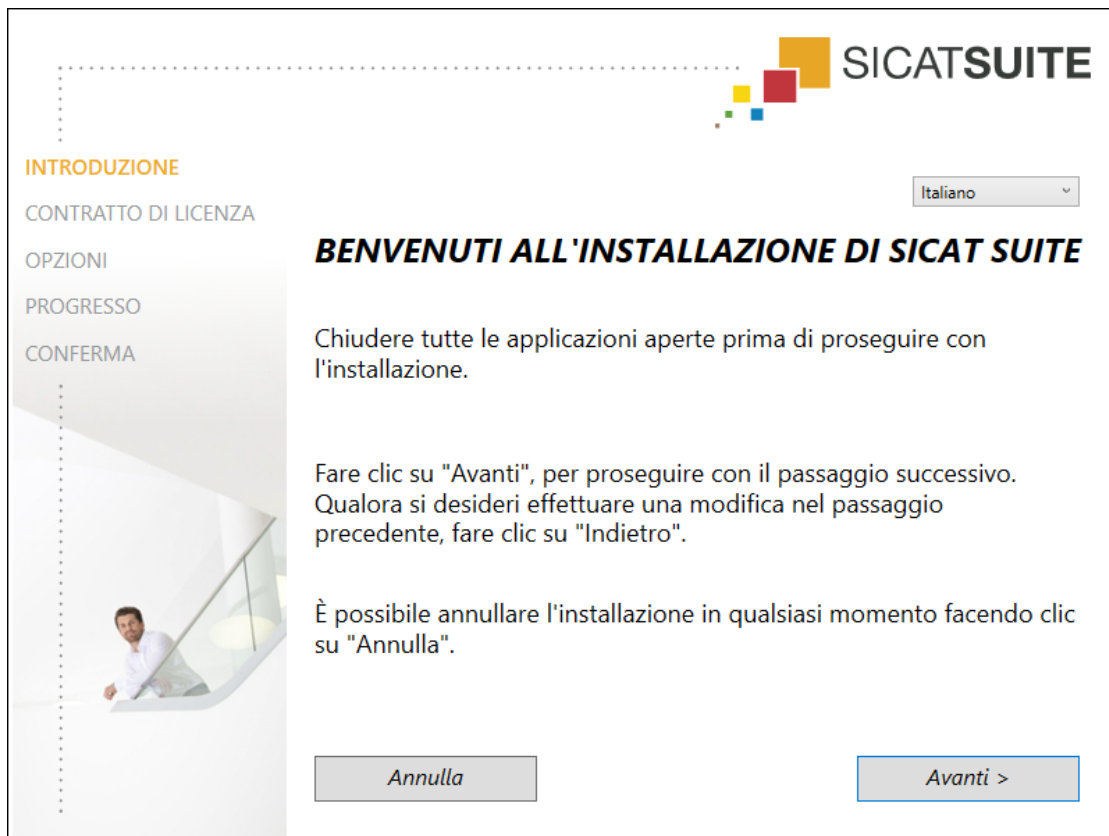 SICATSUITE
INTRODUZIONE
CONTRATTO DI LICENZA
OPZIONI
PROGRESSO
CONFERMA
Italiano
BENVENUTI ALL'INSTALLAZIONE DI SICAT SUITE
Chiudere tutte le applicazioni aperte prima di proseguire con
l'installazione.
Fare clic su "Avanti", per proseguire con il passaggio successivo.
Qualora si desideri effettuare una modifica nel passaggio
precedente, fare clic su "Indietro".
È possibile annullare l'installazione in qualsiasi momento facendo clic
su "Annulla".
Annulla
Avanti >